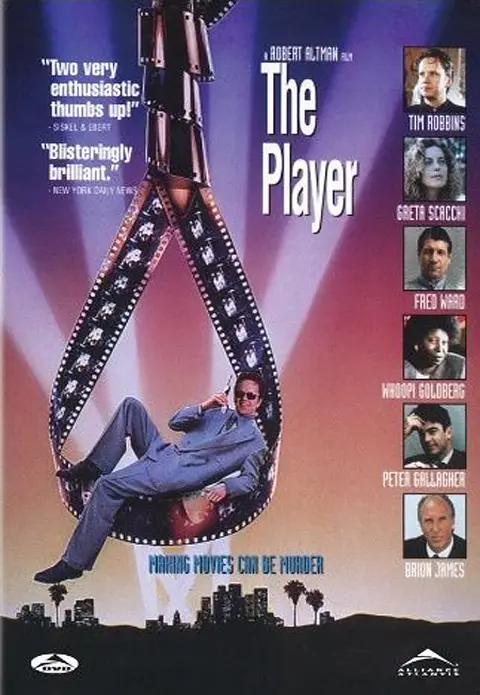 "Two very
enthusiastic
thumbs up!"
- SISKEL & EBERT
"Blisteringly
brilliant."
- NEW YORK DAILY NEWS
A ROBERT ALTMAN FILM
The
Player
TIM ROBBINS
GRETA SCACCHI
FRED WARD
WHOOPI GOLDBERG
PETER GALLAGHER
BRION JAMES
MAKING MOVIES CAN BE MURDER
DVD
ALLIANCE
ATLANTIS